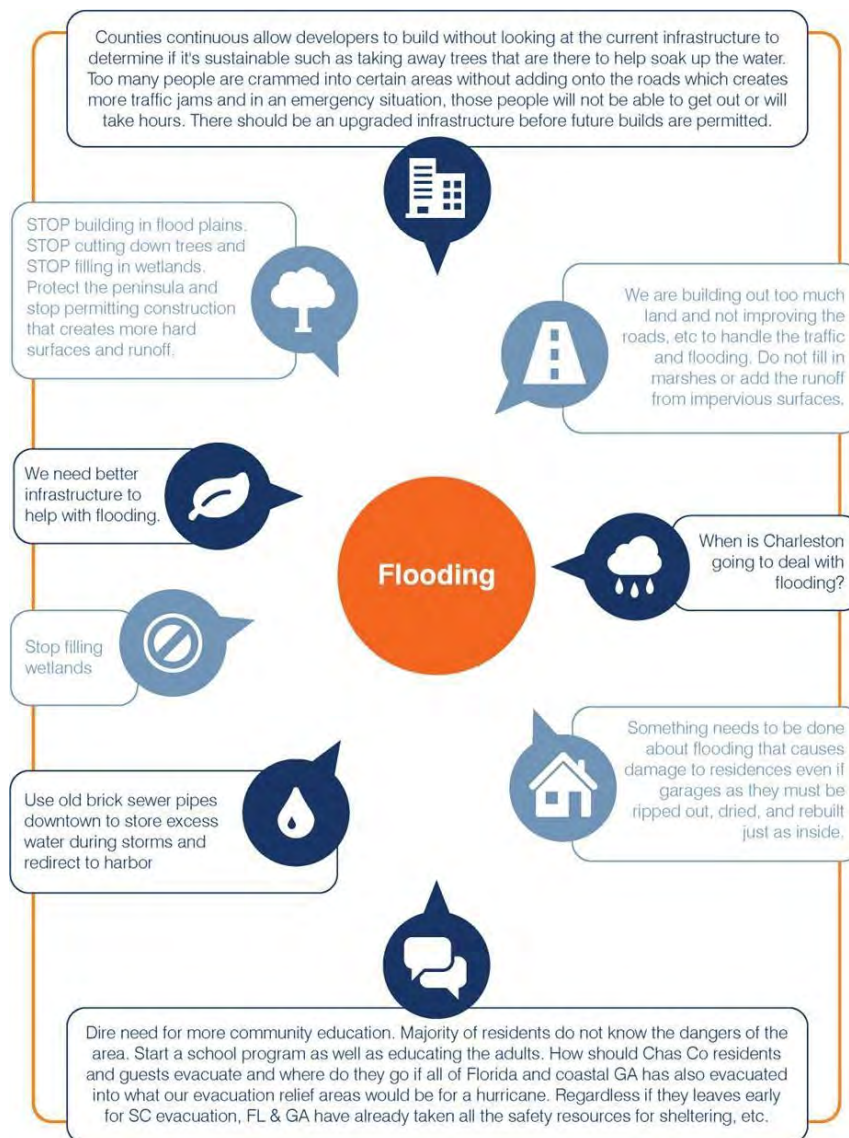 Counties continuous allow developers to build without looking at the current infrastructure to
determine if it's sustainable such as taking away trees that are there to help soak up the water.
Too many people are crammed into certain areas without adding onto the roads which creates
more traffic jams and in an emergency situation, those people will not be able to get out or will
take hours. There should be an upgraded infrastructure before future builds are permitted.
STOP building in flood plains.
STOP cutting down trees and
STOP filling in wetlands.
Protect the peninsula and
stop permitting construction
that creates more hard
surfaces and runoff.
We are building out too much
land and not improving the
roads, etc to handle the traffic
and flooding. Do not fill in
marshes or add the runoff
from impervious surfaces.
We need better
infrastructure to
help with flooding.
Flooding
When is Charleston
going to deal with
flooding?
Stop filling
wetlands
Something needs to be done
about flooding that causes
damage to residences even if
garages as they must be
ripped out, dried, and rebuilt
just as inside.
Use old brick sewer pipes
downtown to store excess
water during storms and
redirect to harbor
Dire need for more community education. Majority of residents do not know the dangers of the
area. Start a school program as well as educating the adults. How should Chas Co residents
and guests evacuate and where do they go if all of Florida and coastal GA has also evacuated
into what our evacuation relief areas would be for a hurricane. Regardless if they leaves early
for SC evacuation, FL & GA have already taken all the safety resources for sheltering, etc.